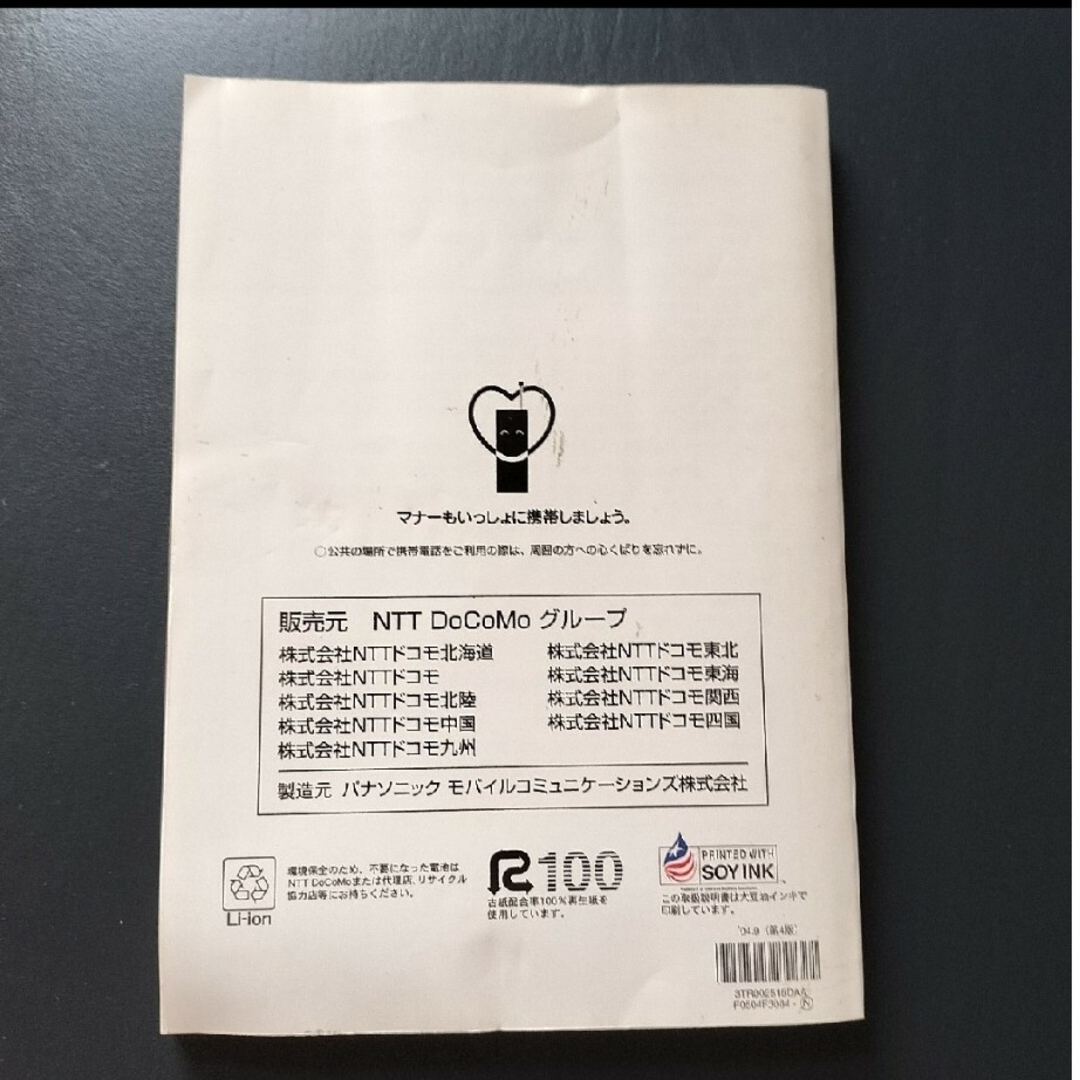 マナーもいっしょに携帯しましょう。
○公共の場所で携帯電話をご利用の際は、周囲の方への心くばりを忘れずに。
販売元 NTT DoCoMo グループ
株式会社NTTドコモ北海道 株式会社NTTドコモ東北
株式会社NTTドコモ 株式会社NTTドコモ東海
株式会社NTTドコモ北陸 株式会社NTTドコモ関西
株式会社NTTドコモ中国 株式会社NTTドコモ四国
株式会社NTTドコモ九州
製造元 パナソニック モバイルコミュニケーションズ株式会社
Li-ion
環境保全のため、不要になった電池は
NTT DoCoMoまたは代理店、リサイクル
協力店等にお持ちください。
R100
古紙配合率100%再生紙を
使用しています。
PRINTED WITH
SOY INK
この取扱説明書は大豆油インキで
印刷しています。
'04.9（第4版）